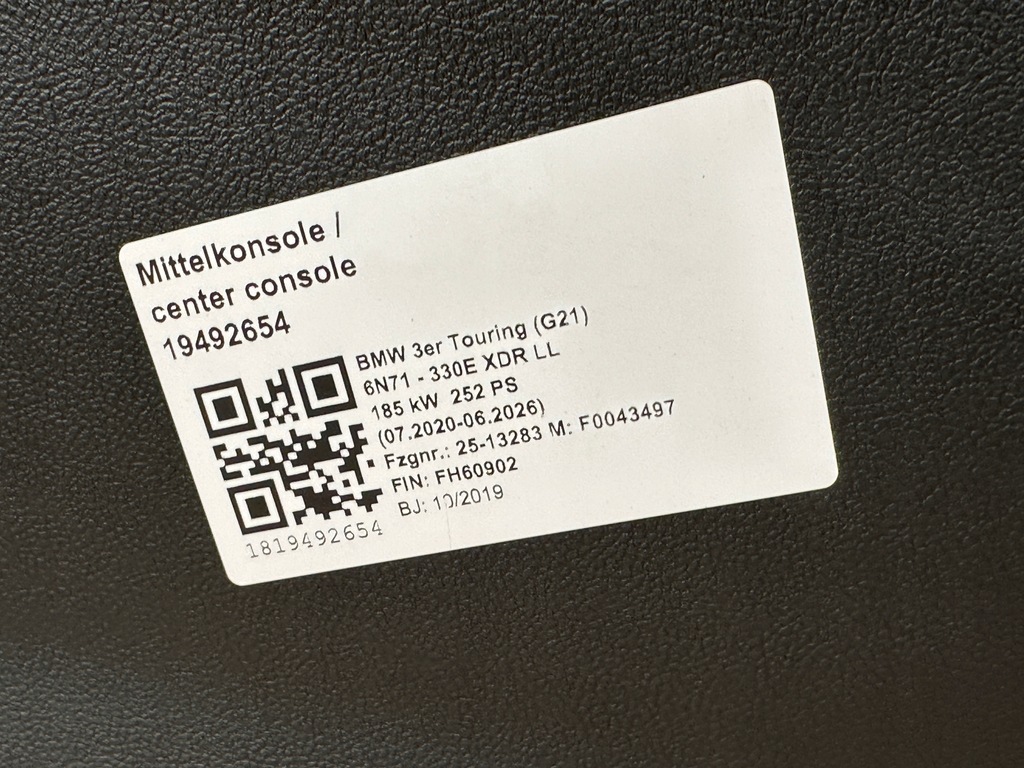 Mittelkonsole /
center console
19492654
BMW 3er Touring (G21)
6N71 - 330E XDR LL
185 kW 252 PS
(07.2020-06.2026)
Fzgnr.: 25-13283 M: F0043497
FIN: FH60902
BJ: 10/2019
1819492654